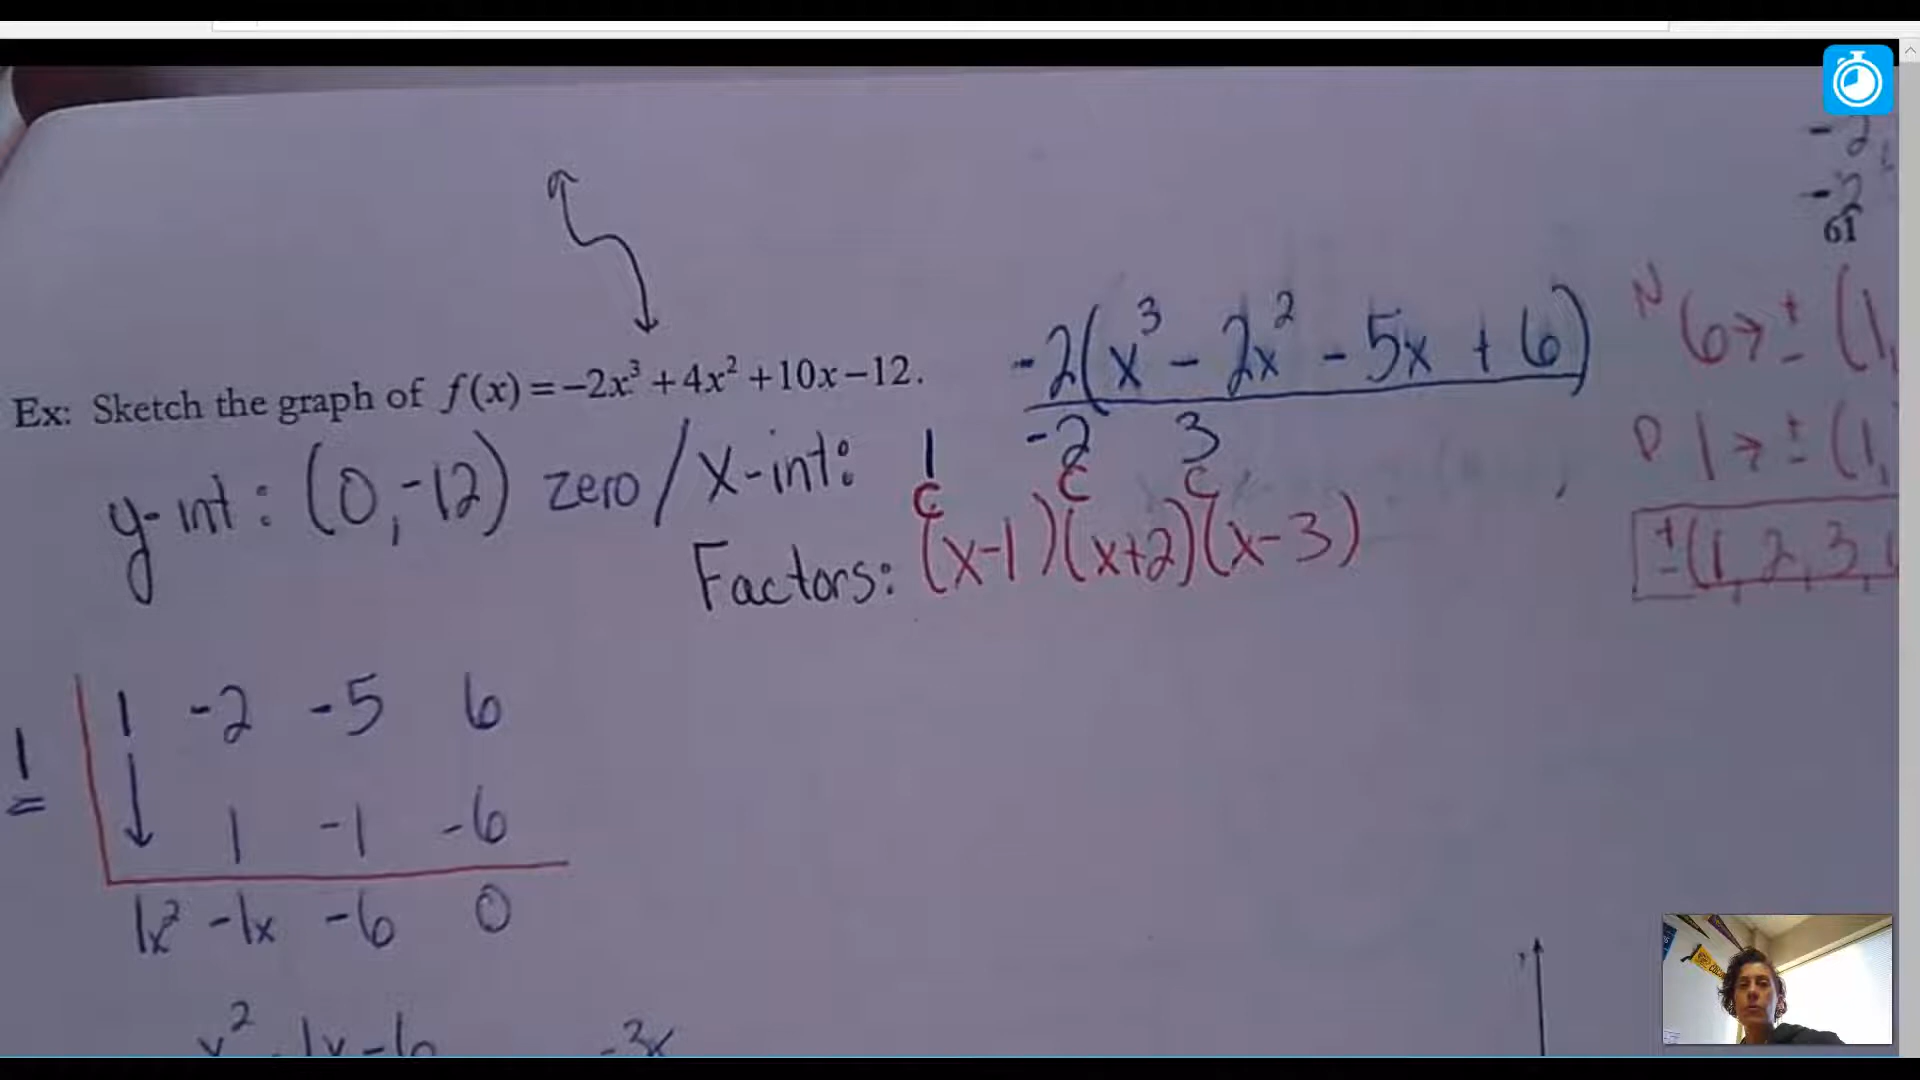 -2,
-2
61
-2(x³ - 2x² - 5x + 6)
Ex: Sketch the graph of f(x) = −2x³ + 4x² + 10x − 12.
N 6 → ± (1,
y-int: (0,-12) zero/x-int: 1 -2 3
D 1 → ± (1,
C C C
Factors: (x-1)(x+2)(x-3)
±(1, 2, 3,
1 -2 -5 6
1
1 -1 -6
1x² -1x -6 0
x² -1x -6 -3x